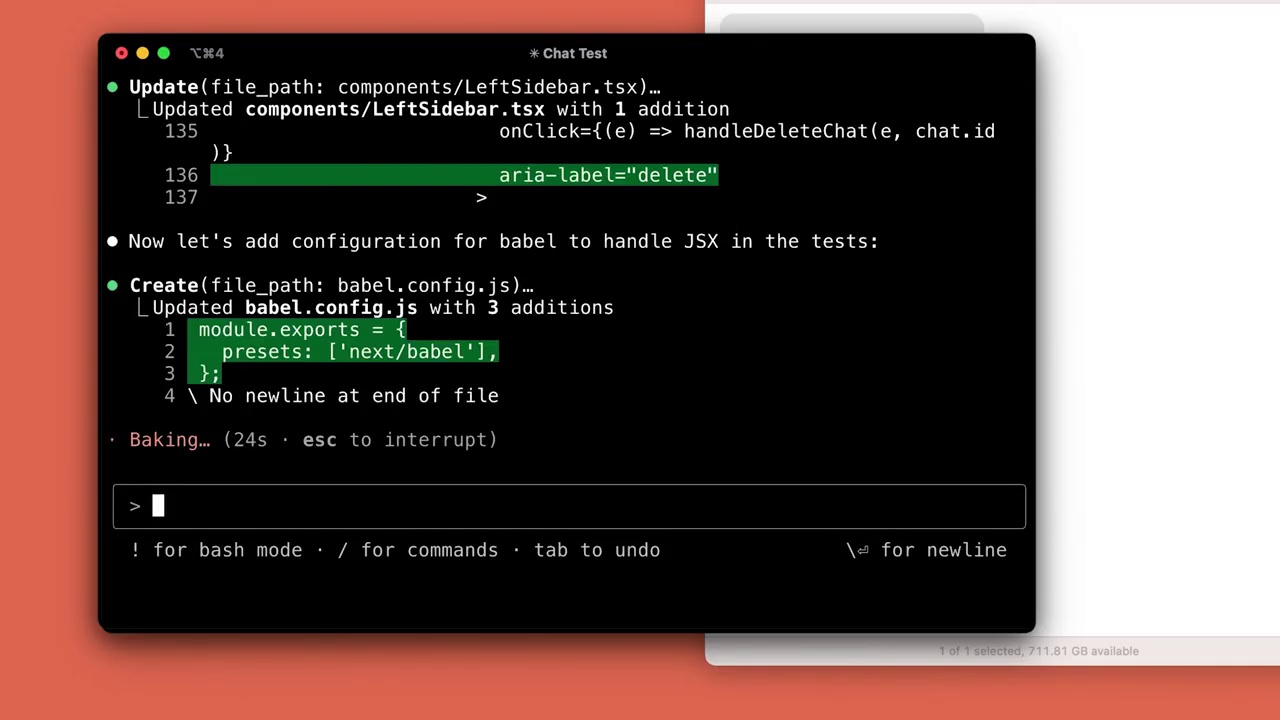 ⌥⌘4
✳ Chat Test
● Update(file_path: components/LeftSidebar.tsx)…
⎿Updated components/LeftSidebar.tsx with 1 addition
135 onClick={(e) => handleDeleteChat(e, chat.id
)}
136 aria-label="delete"
137 >
● Now let's add configuration for babel to handle JSX in the tests:
● Create(file_path: babel.config.js)…
⎿Updated babel.config.js with 3 additions
1 module.exports = {
2 presets: ['next/babel'],
3 };
4 \ No newline at end of file
· Baking… (24s · esc to interrupt)
>
! for bash mode · / for commands · tab to undo \⏎ for newline
1 of 1 selected, 711.81 GB available